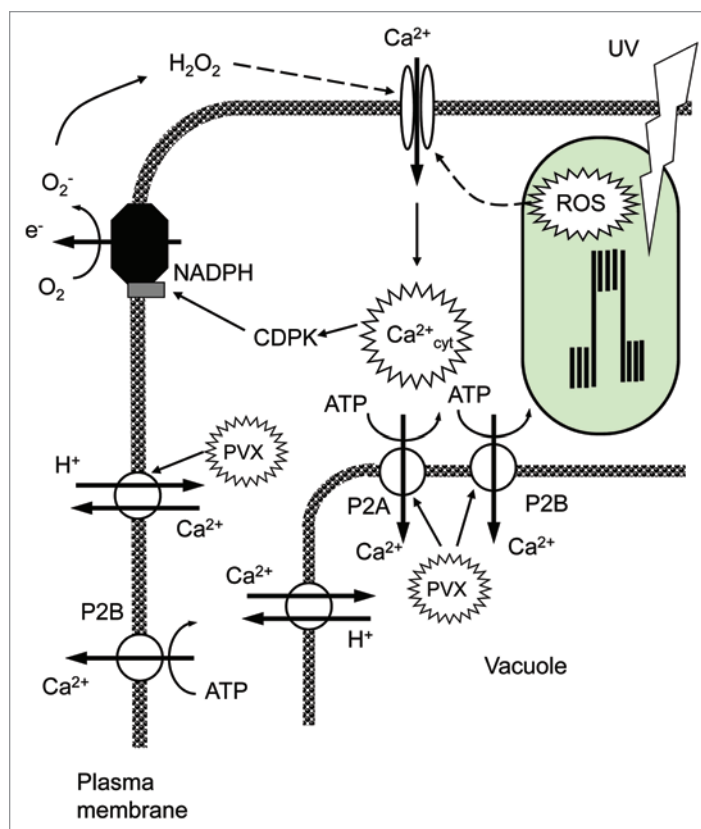 Ca²⁺
UV
H₂O₂
ROS
O₂⁻
e⁻
NADPH
O₂
CDPK
Ca²⁺cyt
ATP
ATP
PVX
H⁺
Ca²⁺
P2A
P2B
Ca²⁺
Ca²⁺
PVX
Ca²⁺
H⁺
P2B
Ca²⁺
ATP
Vacuole
Plasma
membrane